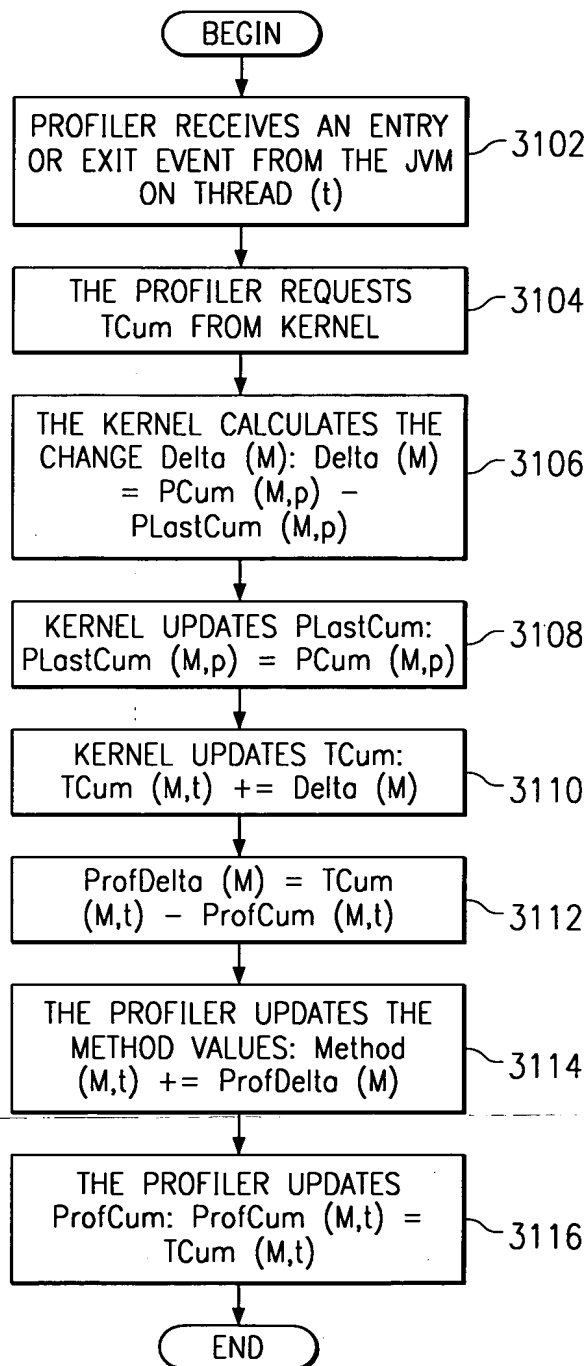 BEGIN
PROFILER RECEIVES AN ENTRY
OR EXIT EVENT FROM THE JVM
ON THREAD (t)
3102
THE PROFILER REQUESTS
TCum FROM KERNEL
3104
THE KERNEL CALCULATES THE
CHANGE Delta (M): Delta (M)
= PCum (M,p) –
PLastCum (M,p)
3106
KERNEL UPDATES PLastCum:
PLastCum (M,p) = PCum (M,p)
3108
KERNEL UPDATES TCum:
TCum (M,t) += Delta (M)
3110
ProfDelta (M) = TCum
(M,t) – ProfCum (M,t)
3112
THE PROFILER UPDATES THE
METHOD VALUES: Method
(M,t) += ProfDelta (M)
3114
THE PROFILER UPDATES
ProfCum: ProfCum (M,t) =
TCum (M,t)
3116
END